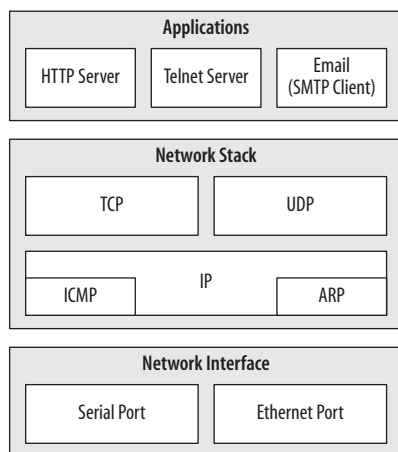 Applications
HTTP Server
Telnet Server
Email
(SMTP Client)
Network Stack
TCP
UDP
IP
ICMP
ARP
Network Interface
Serial Port
Ethernet Port